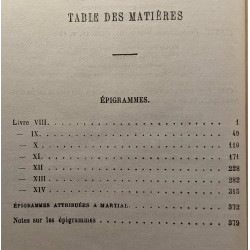 TABLE DES MATIÈRES
ÉPIGRAMMES.
Livre VIII. 1
— IX. 49
— X. 110
— XI. 171
— XII. 228
— XIII. 282
— XIV. 315
ÉPIGRAMMES ATTRIBUÉES A MARTIAL. 372
Notes sur les épigrammes 379